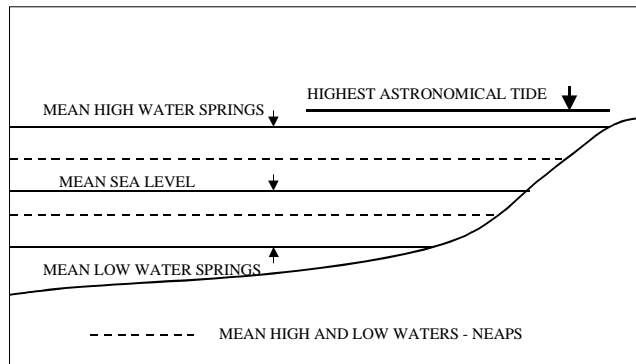 HIGHEST ASTRONOMICAL TIDE
MEAN HIGH WATER SPRINGS
MEAN SEA LEVEL
MEAN LOW WATER SPRINGS
MEAN HIGH AND LOW WATERS - NEAPS